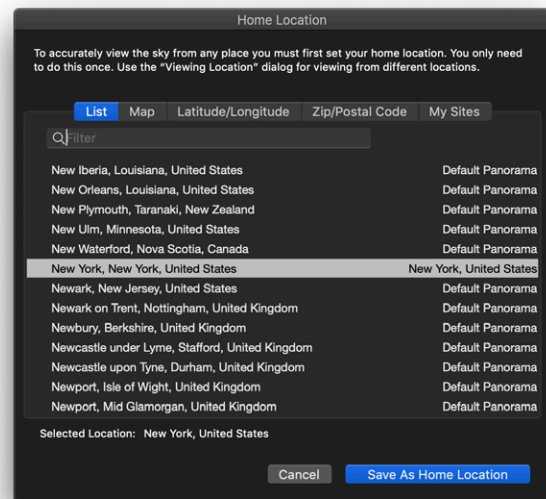 Home Location
To accurately view the sky from any place you must first set your home location. You only need
to do this once. Use the “Viewing Location” dialog for viewing from different locations.
List Map Latitude/Longitude Zip/Postal Code My Sites
Filter
New Iberia, Louisiana, United States Default Panorama
New Orleans, Louisiana, United States Default Panorama
New Plymouth, Taranaki, New Zealand Default Panorama
New Ulm, Minnesota, United States Default Panorama
New Waterford, Nova Scotia, Canada Default Panorama
New York, New York, United States New York, United States
Newark, New Jersey, United States Default Panorama
Newark on Trent, Nottingham, United Kingdom Default Panorama
Newbury, Berkshire, United Kingdom Default Panorama
Newcastle under Lyme, Stafford, United Kingdom Default Panorama
Newcastle upon Tyne, Durham, United Kingdom Default Panorama
Newport, Isle of Wight, United Kingdom Default Panorama
Newport, Mid Glamorgan, United Kingdom Default Panorama
Selected Location: New York, United States
Cancel Save As Home Location